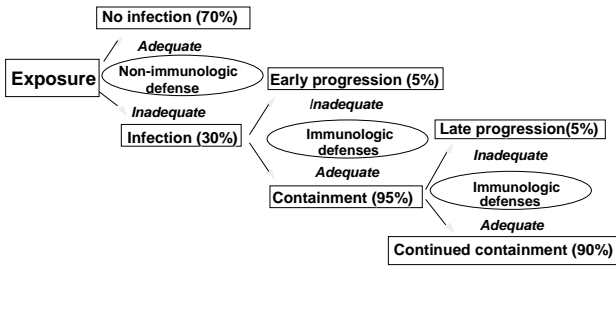 No infection (70%)
Adequate
Exposure
Non-immunologic
defense
Early progression (5%)
Inadequate
Inadequate
Infection (30%)
Immunologic
defenses
Late progression(5%)
Inadequate
Adequate
Containment (95%)
Immunologic
defenses
Adequate
Continued containment (90%)